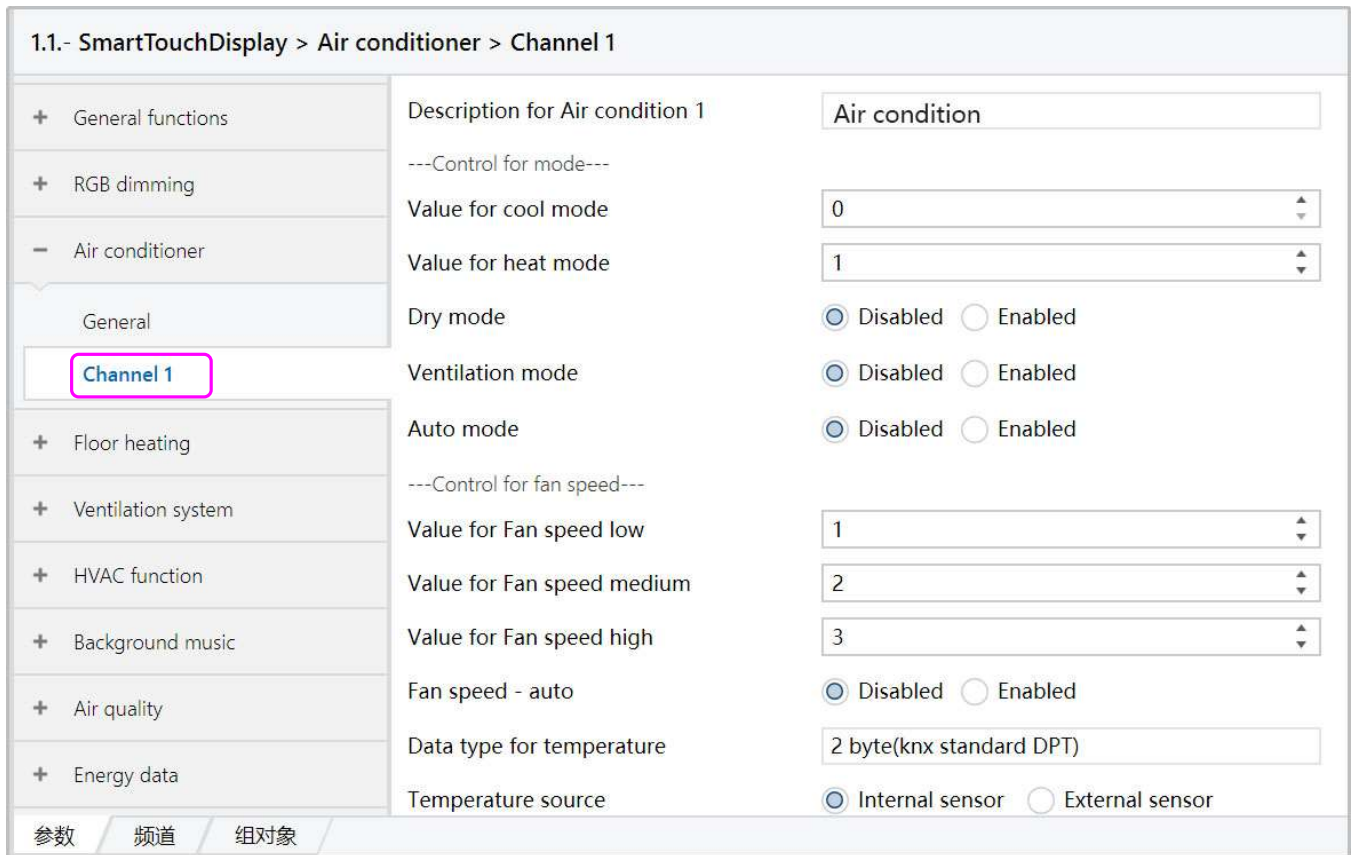 1.1.- SmartTouchDisplay > Air conditioner > Channel 1
+ General functions
+ RGB dimming
− Air conditioner
General
Channel 1
+ Floor heating
+ Ventilation system
+ HVAC function
+ Background music
+ Air quality
+ Energy data
Description for Air condition 1 Air condition
---Control for mode---
Value for cool mode 0
Value for heat mode 1
Dry mode Disabled Enabled
Ventilation mode Disabled Enabled
Auto mode Disabled Enabled
---Control for fan speed---
Value for Fan speed low 1
Value for Fan speed medium 2
Value for Fan speed high 3
Fan speed - auto Disabled Enabled
Data type for temperature 2 byte(knx standard DPT)
Temperature source Internal sensor External sensor
参数 频道 组对象